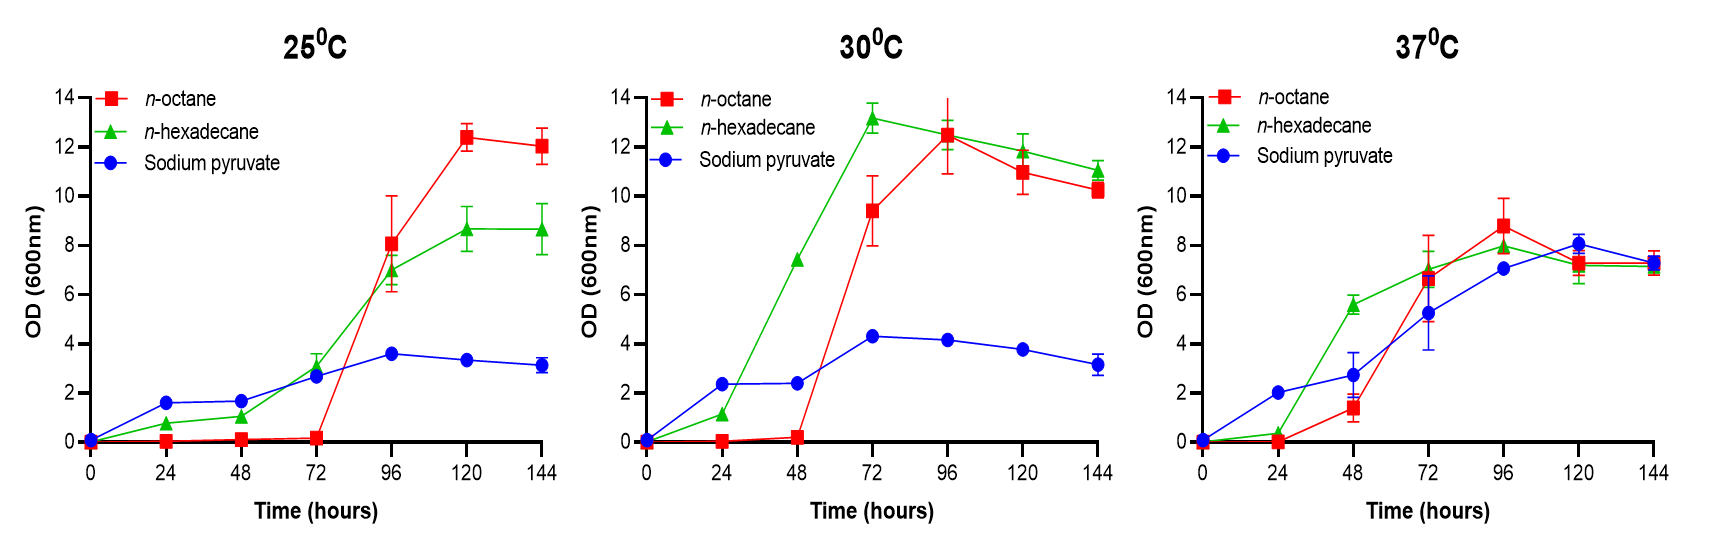 25⁰C
14
12
10
8
6
4
2
0
OD (600nm)
n-octane
n-hexadecane
Sodium pyruvate
0 24 48 72 96 120 144
Time (hours)
30⁰C
14
12
10
8
6
4
2
0
OD (600nm)
n-octane
n-hexadecane
Sodium pyruvate
0 24 48 72 96 120 144
Time (hours)
37⁰C
14
12
10
8
6
4
2
0
OD (600nm)
n-octane
n-hexadecane
Sodium pyruvate
0 24 48 72 96 120 144
Time (hours)